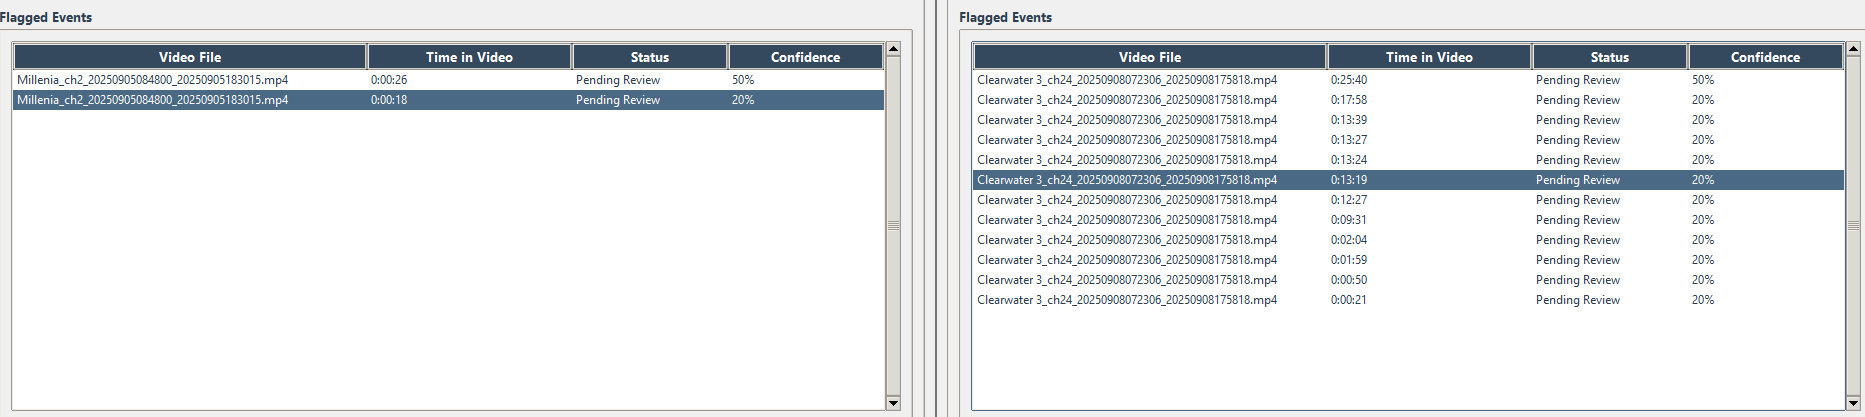 Flagged Events
Video File Time in Video Status Confidence
Millenia_ch2_20250905084800_20250905183015.mp4 0:00:26 Pending Review 50%
Millenia_ch2_20250905084800_20250905183015.mp4 0:00:18 Pending Review 20%
Flagged Events
Video File Time in Video Status Confidence
Clearwater 3_ch24_20250908072306_20250908175818.mp4 0:25:40 Pending Review 50%
Clearwater 3_ch24_20250908072306_20250908175818.mp4 0:17:58 Pending Review 20%
Clearwater 3_ch24_20250908072306_20250908175818.mp4 0:13:39 Pending Review 20%
Clearwater 3_ch24_20250908072306_20250908175818.mp4 0:13:27 Pending Review 20%
Clearwater 3_ch24_20250908072306_20250908175818.mp4 0:13:24 Pending Review 20%
Clearwater 3_ch24_20250908072306_20250908175818.mp4 0:13:19 Pending Review 20%
Clearwater 3_ch24_20250908072306_20250908175818.mp4 0:12:27 Pending Review 20%
Clearwater 3_ch24_20250908072306_20250908175818.mp4 0:09:31 Pending Review 20%
Clearwater 3_ch24_20250908072306_20250908175818.mp4 0:02:04 Pending Review 20%
Clearwater 3_ch24_20250908072306_20250908175818.mp4 0:01:59 Pending Review 20%
Clearwater 3_ch24_20250908072306_20250908175818.mp4 0:00:50 Pending Review 20%
Clearwater 3_ch24_20250908072306_20250908175818.mp4 0:00:21 Pending Review 20%